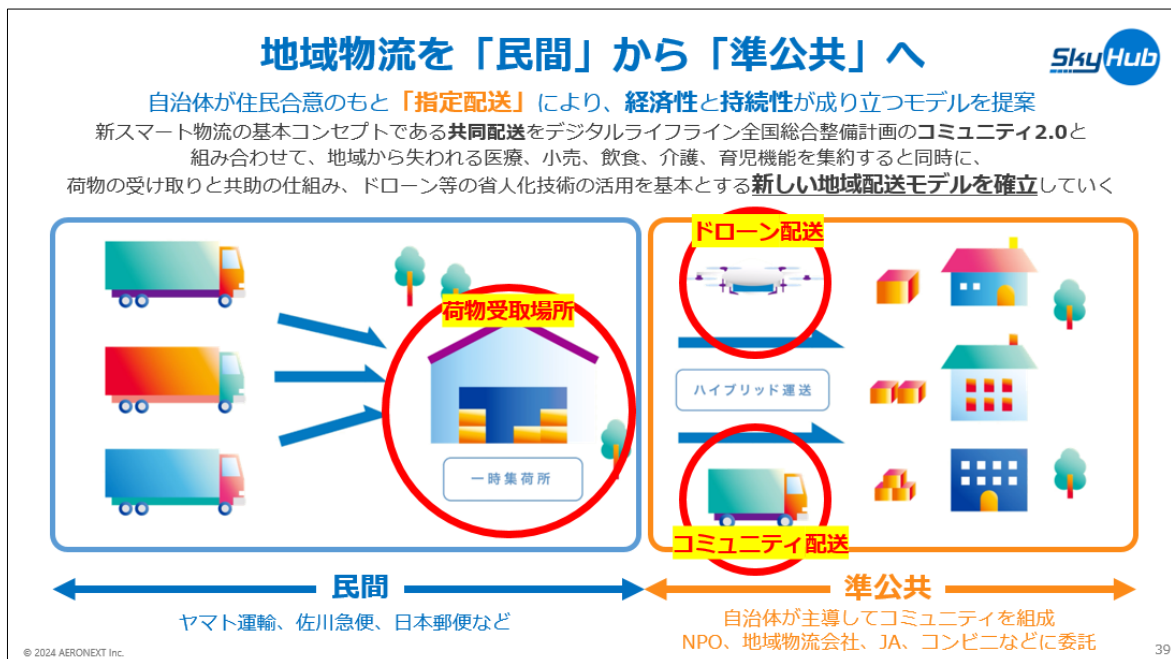 地域物流を「民間」から「準公共」へ
SkyHub
自治体が住民合意のもと「指定配送」により、経済性と持続性が成り立つモデルを提案
新スマート物流の基本コンセプトである共同配送をデジタルライフライン全国総合整備計画のコミュニティ2.0と
組み合わせて、地域から失われる医療、小売、飲食、介護、育児機能を集約すると同時に、
荷物の受け取りと共助の仕組み、ドローン等の省人化技術の活用を基本とする新しい地域配送モデルを確立していく
荷物受取場所
一時集荷所
ドローン配送
ハイブリッド運送
コミュニティ配送
民間
ヤマト運輸、佐川急便、日本郵便など
準公共
自治体が主導してコミュニティを組成
NPO、地域物流会社、JA、コンビニなどに委託
© 2024 AERONEXT Inc.
39